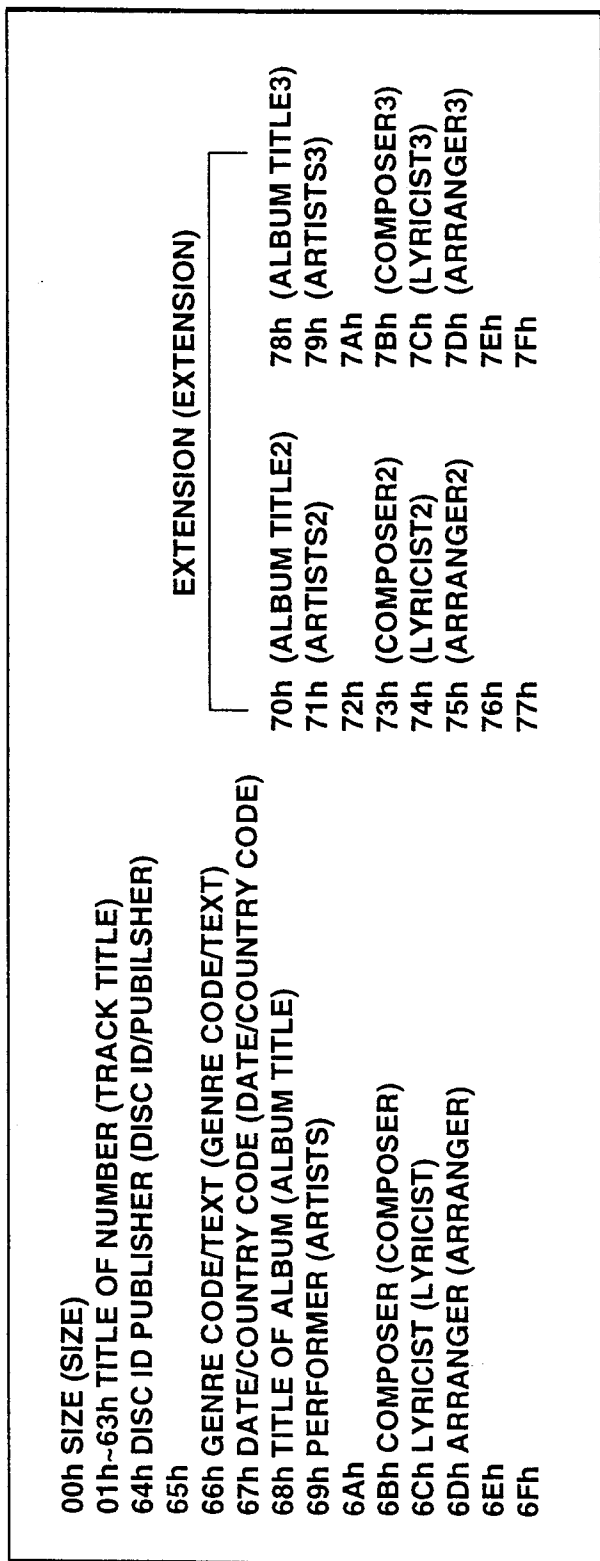 00h SIZE (SIZE)
01h~63h TITLE OF NUMBER (TRACK TITLE)
64h DISC ID PUBLISHER (DISC ID/PUBILSHER)
65h
66h GENRE CODE/TEXT (GENRE CODE/TEXT)
67h DATE/COUNTRY CODE (DATE/COUNTRY CODE)
68h TITLE OF ALBUM (ALBUM TITLE)
69h PERFORMER (ARTISTS)
6Ah
6Bh COMPOSER (COMPOSER)
6Ch LYRICIST (LYRICIST)
6Dh ARRANGER (ARRANGER)
6Eh
6Fh
EXTENSION (EXTENSION)
70h (ALBUM TITLE2)
71h (ARTISTS2)
72h
73h (COMPOSER2)
74h (LYRICIST2)
75h (ARRANGER2)
76h
77h
78h (ALBUM TITLE3)
79h (ARTISTS3)
7Ah
7Bh (COMPOSER3)
7Ch (LYRICIST3)
7Dh (ARRANGER3)
7Eh
7Fh